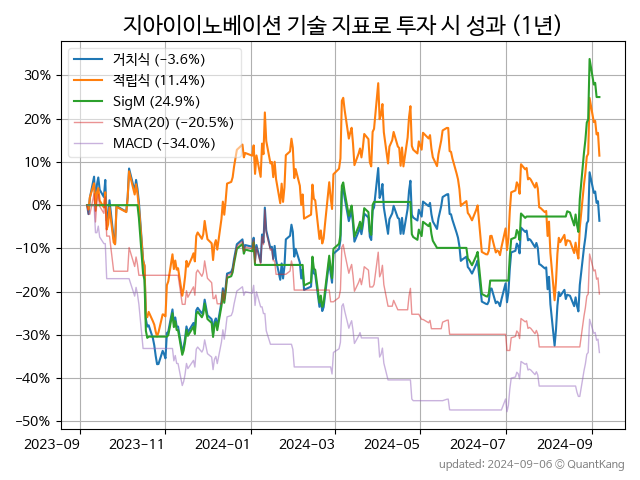 지아이이노베이션 기술 지표로 투자 시 성과 (1년)
거치식 (−3.6%)
적립식 (11.4%)
SigM (24.9%)
SMA(20) (−20.5%)
MACD (−34.0%)
30%
20%
10%
0%
−10%
−20%
−30%
−40%
−50%
2023-09 2023-11 2024-01 2024-03 2024-05 2024-07 2024-09
updated: 2024-09-06 © QuantKang